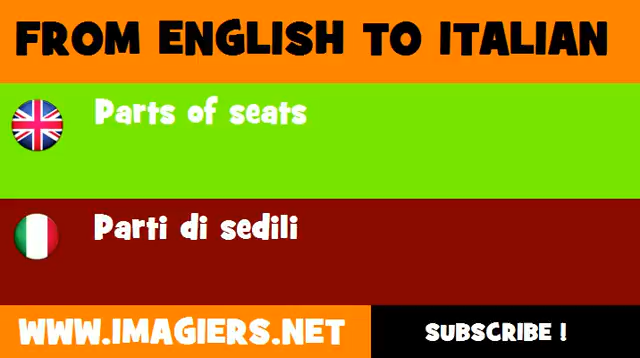 FROM ENGLISH TO ITALIAN
Parts of seats
Parti di sedili
WWW.IMAGIERS.NET
SUBSCRIBE !